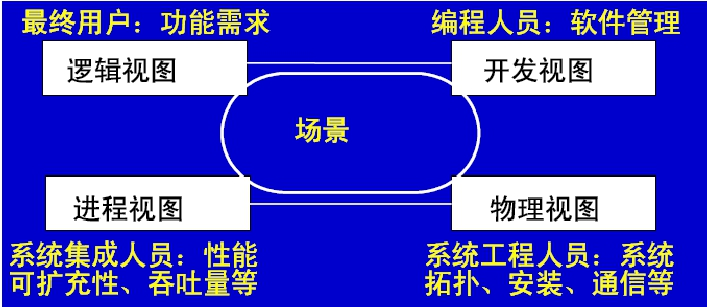 最终用户：功能需求
编程人员：软件管理
逻辑视图
开发视图
场景
进程视图
物理视图
系统集成人员：性能
可扩充性、吞吐量等
系统工程人员：系统
拓扑、安装、通信等